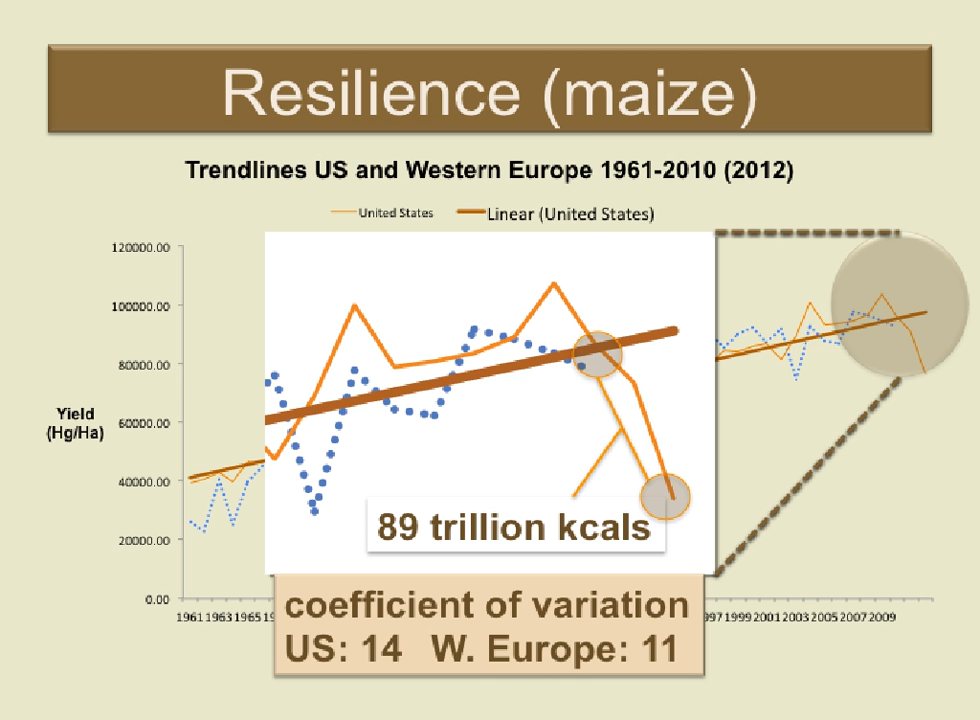 Resilience (maize)
Trendlines US and Western Europe 1961-2010 (2012)
United States Linear (United States)
120000.00
100000.00
80000.00
60000.00
40000.00
20000.00
0.00
Yield
(Hg/Ha)
89 trillion kcals
1961 1963 1965 1999 2001 2003 2005 2007 2009
coefficient of variation
US: 14 W. Europe: 11